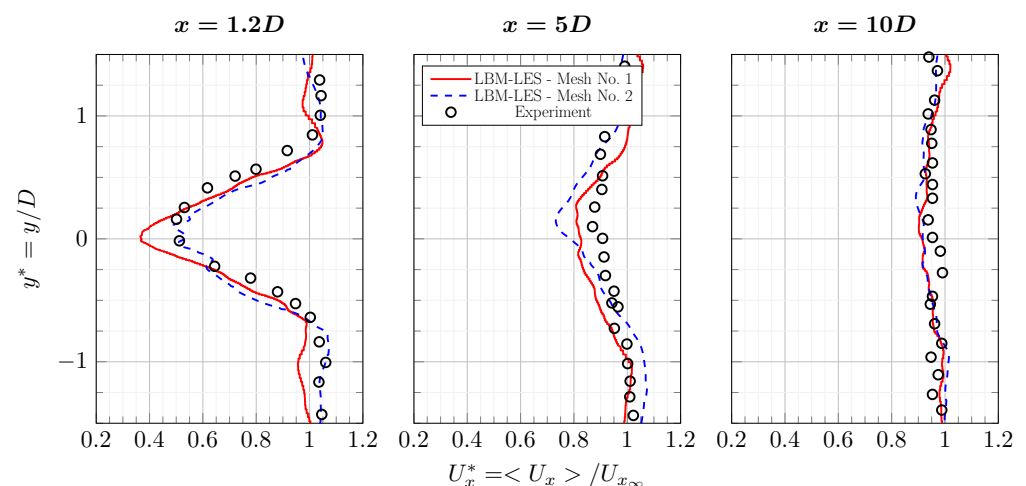 x = 1.2D
x = 5D
x = 10D
LBM-LES - Mesh No. 1
LBM-LES - Mesh No. 2
Experiment
y* = y/D
1
0
−1
0.2 0.4 0.6 0.8 1 1.2
0.2 0.4 0.6 0.8 1 1.2
0.2 0.4 0.6 0.8 1 1.2
U*ₓ =< Uₓ > /Uₓ∞